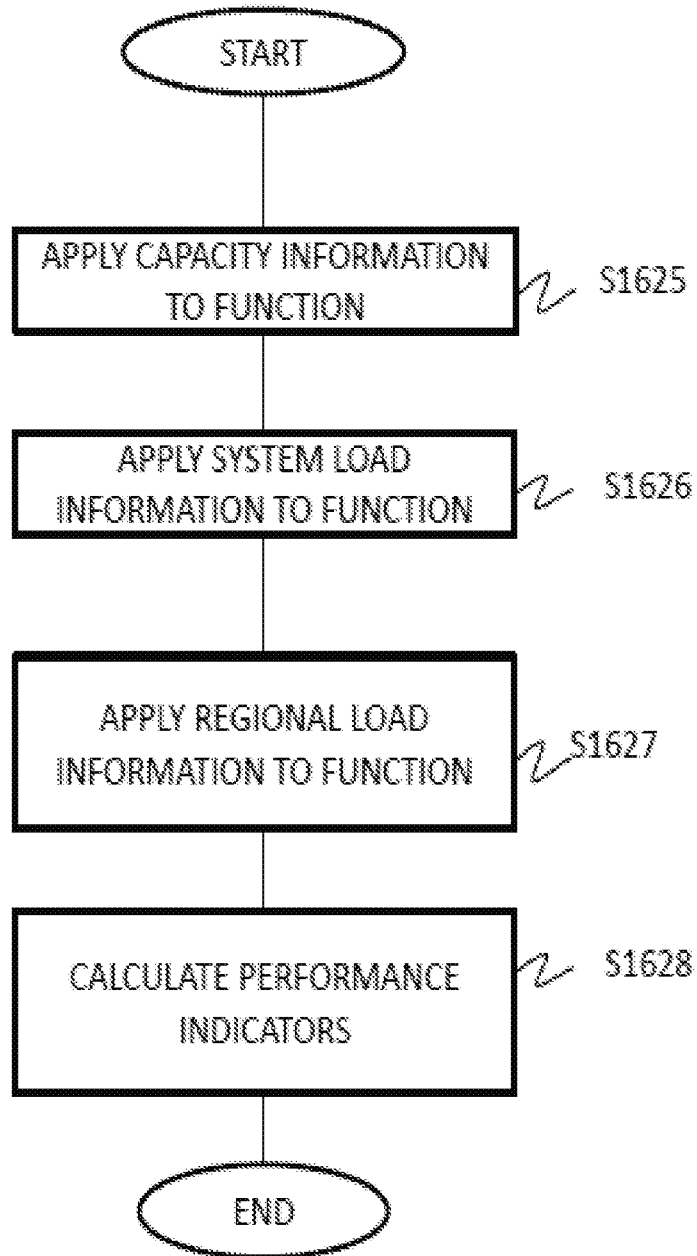 START
APPLY CAPACITY INFORMATION
TO FUNCTION
S1625
APPLY SYSTEM LOAD
INFORMATION TO FUNCTION
S1626
APPLY REGIONAL LOAD
INFORMATION TO FUNCTION
S1627
CALCULATE PERFORMANCE
INDICATORS
S1628
END